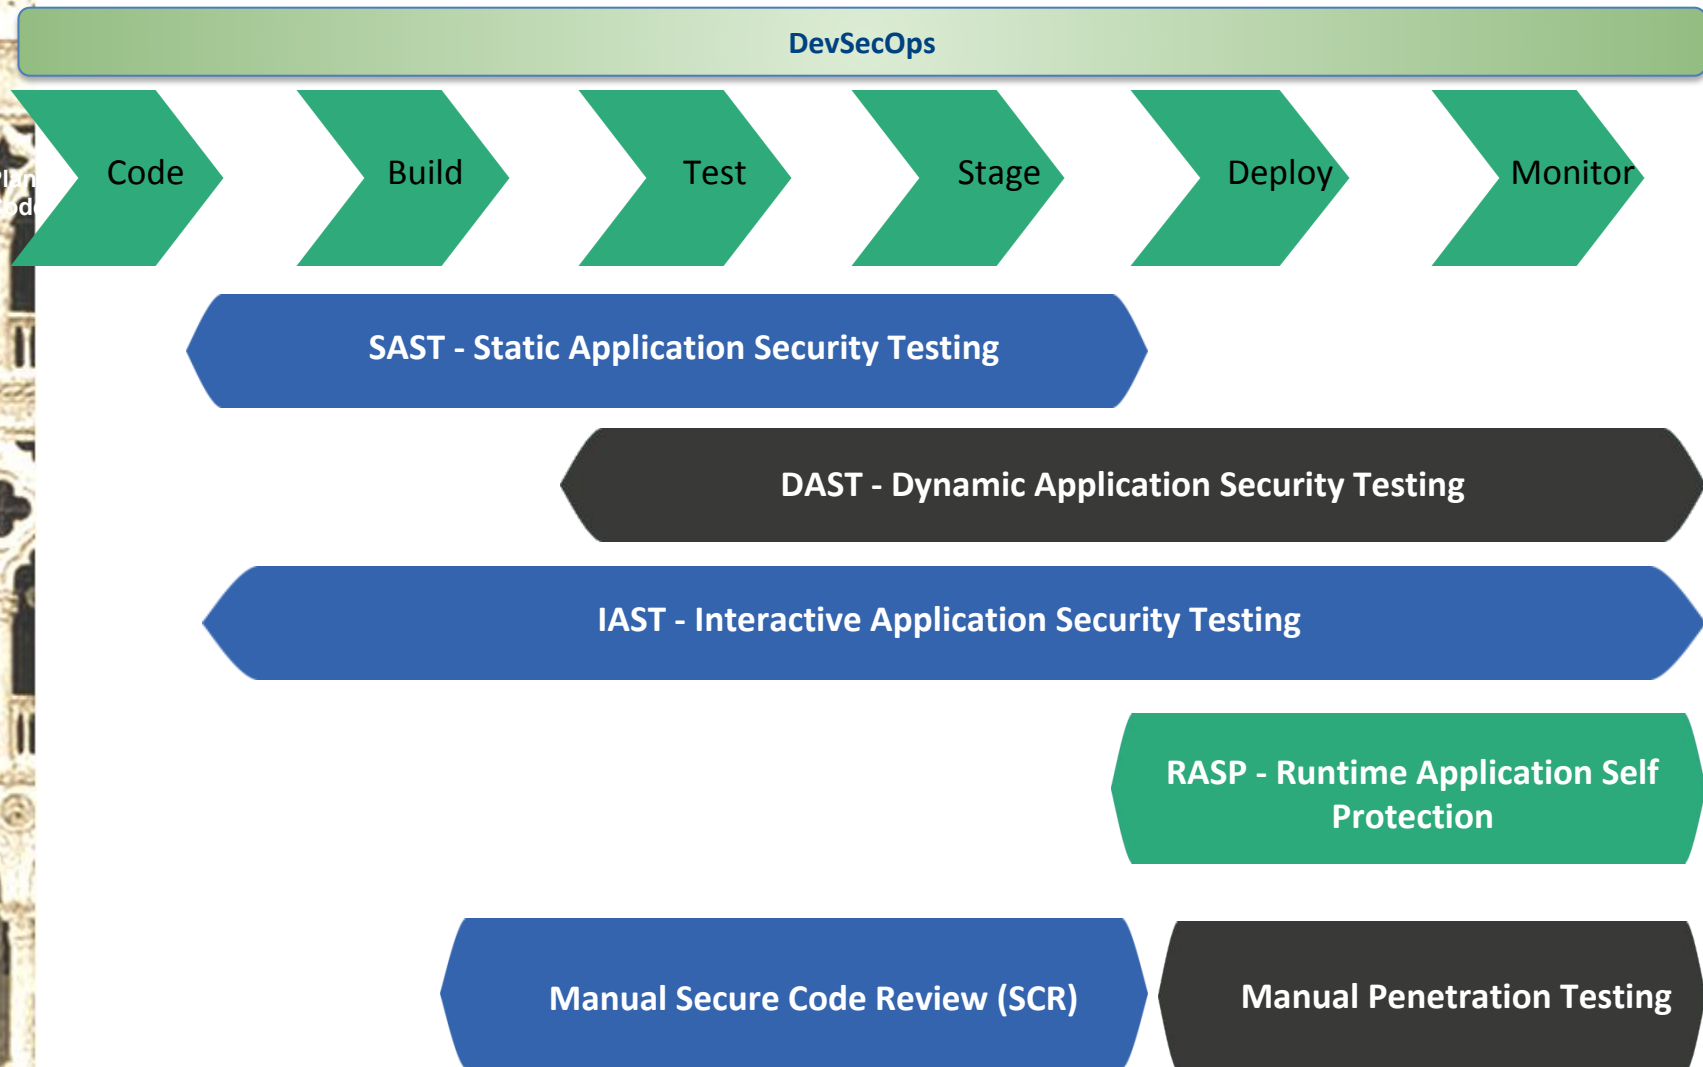 DevSecOps
Code
Build
Test
Stage
Deploy
Monitor
SAST - Static Application Security Testing
DAST - Dynamic Application Security Testing
IAST - Interactive Application Security Testing
RASP - Runtime Application Self
Protection
Manual Secure Code Review (SCR)
Manual Penetration Testing